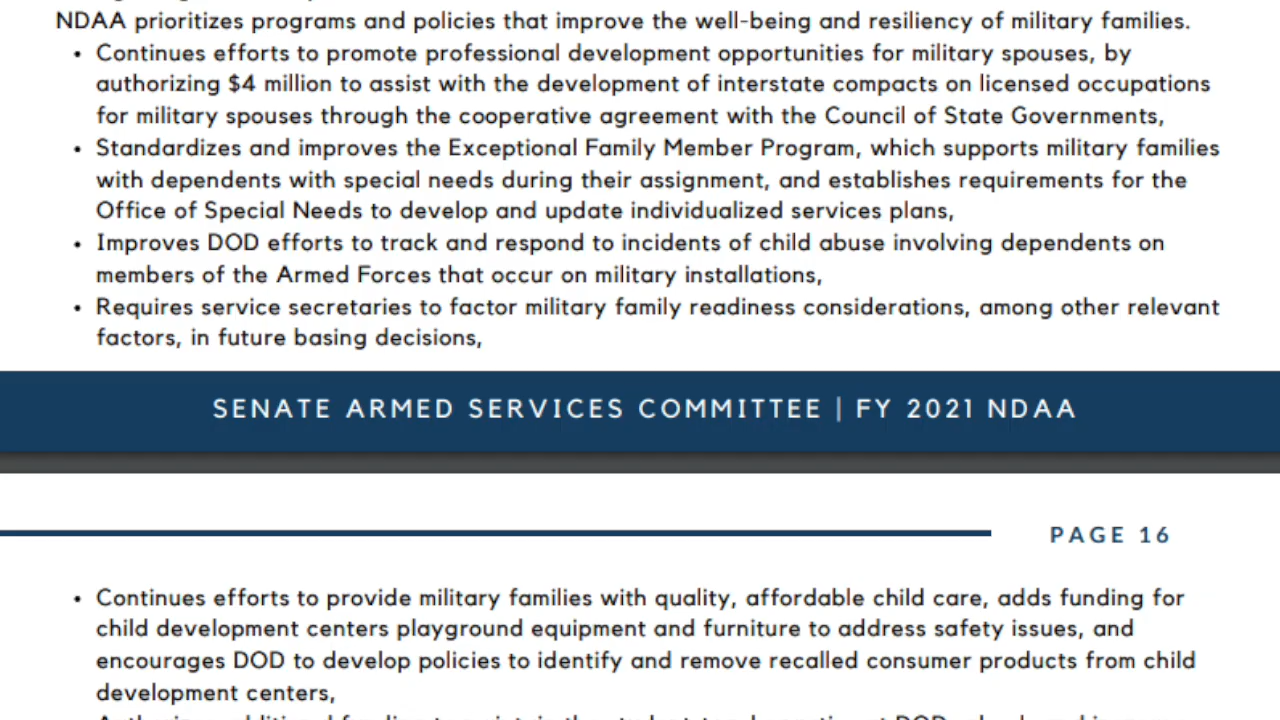 NDAA prioritizes programs and policies that improve the well-being and resiliency of military families.
• Continues efforts to promote professional development opportunities for military spouses, by
authorizing $4 million to assist with the development of interstate compacts on licensed occupations
for military spouses through the cooperative agreement with the Council of State Governments,
• Standardizes and improves the Exceptional Family Member Program, which supports military families
with dependents with special needs during their assignment, and establishes requirements for the
Office of Special Needs to develop and update individualized services plans,
• Improves DOD efforts to track and respond to incidents of child abuse involving dependents on
members of the Armed Forces that occur on military installations,
• Requires service secretaries to factor military family readiness considerations, among other relevant
factors, in future basing decisions,
SENATE ARMED SERVICES COMMITTEE | FY 2021 NDAA
PAGE 16
• Continues efforts to provide military families with quality, affordable child care, adds funding for
child development centers playground equipment and furniture to address safety issues, and
encourages DOD to develop policies to identify and remove recalled consumer products from child
development centers,